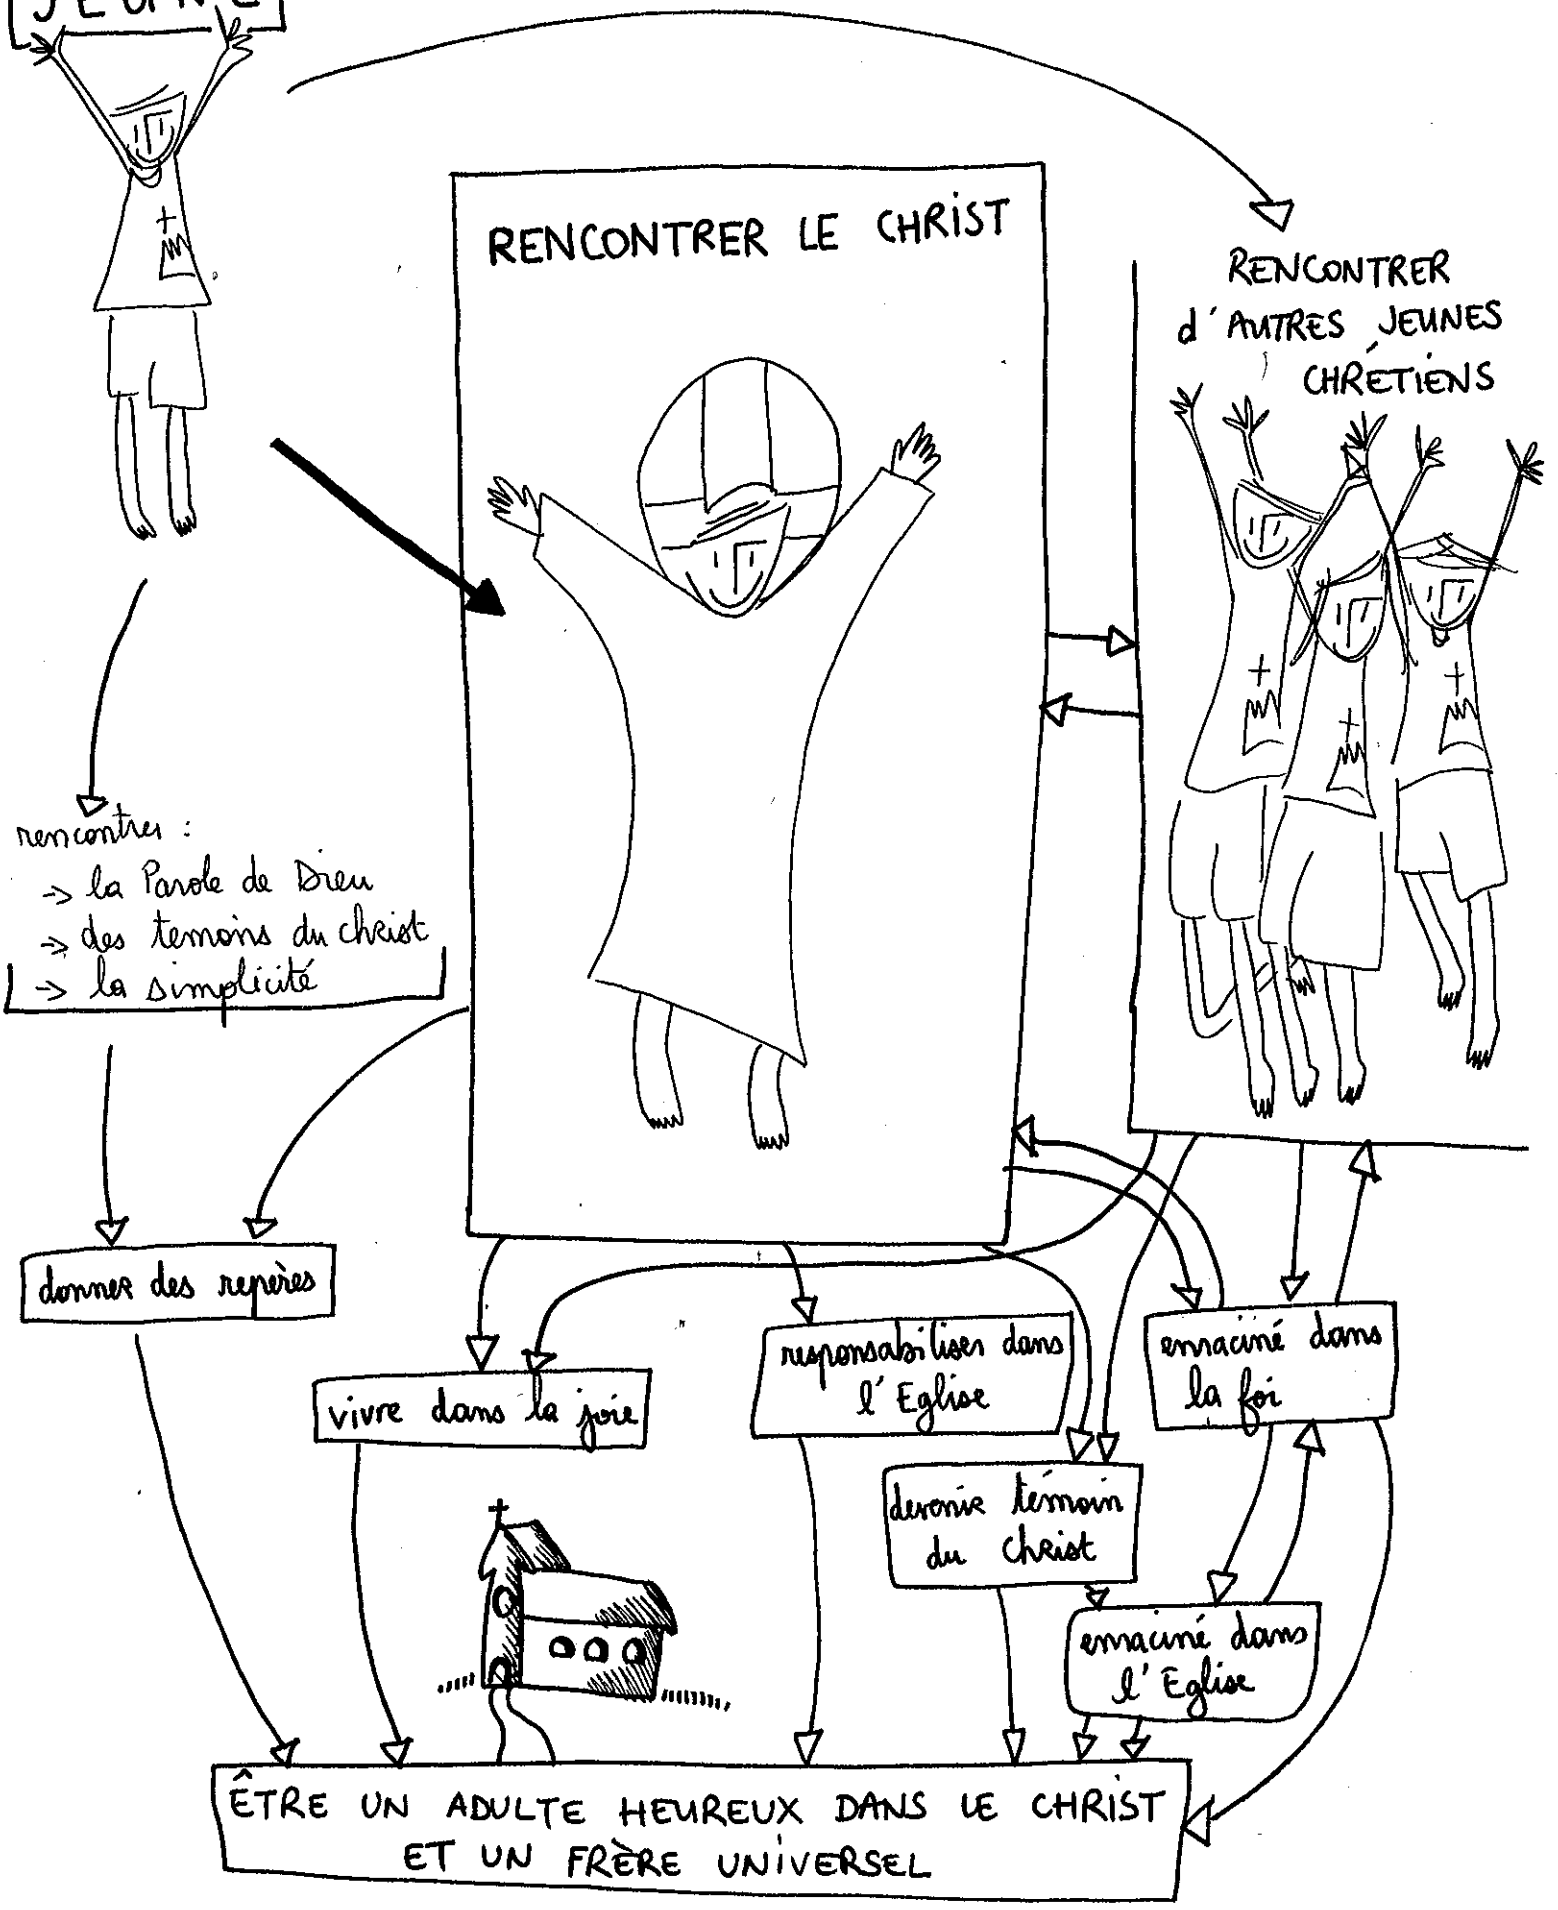 JEUNE
RENCONTRER LE CHRIST
RENCONTRER
d'AUTRES JEUNES
CHRÉTIENS
rencontrer :
→ la Parole de Dieu
→ des temoins du christ
→ la simplicité
donner des repères
vivre dans la joie
responsabiliser dans
l'Eglise
enraciné dans
la foi
devenir témoin
du Christ
enraciné dans
l'Eglise
ÊTRE UN ADULTE HEUREUX DANS LE CHRIST
ET UN FRÈRE UNIVERSEL